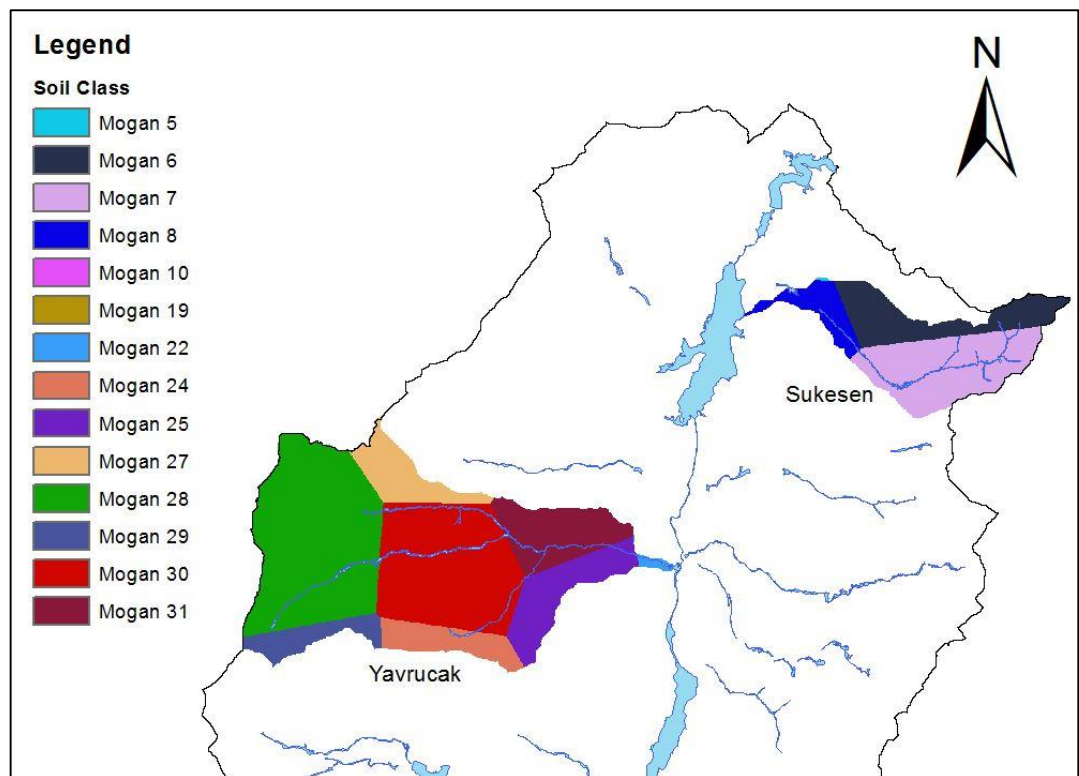 Legend
Soil Class
Mogan 5
Mogan 6
Mogan 7
Mogan 8
Mogan 10
Mogan 19
Mogan 22
Mogan 24
Mogan 25
Mogan 27
Mogan 28
Mogan 29
Mogan 30
Mogan 31
N
Sukesen
Yavrucak